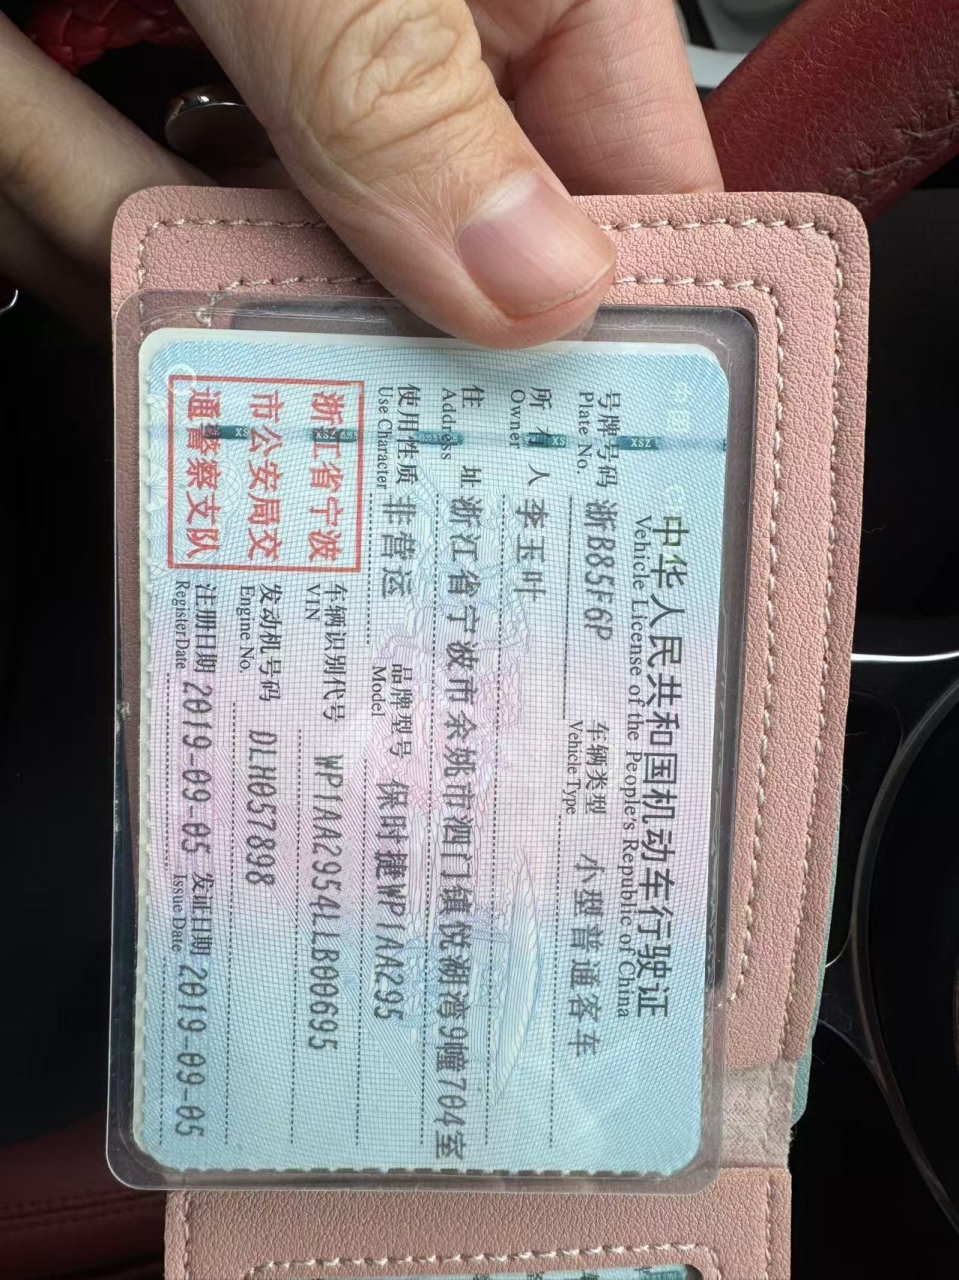 中华人民共和国机动车行驶证
Vehicle License of the People's Republic of China
号牌号码 浙B85F6P 车辆类型 小型普通客车
Plate No. Vehicle Type
所有人 李玉叶
Owner
住址 浙江省宁波市余姚市泗门镇悦湖湾9幢704室
Address
使用性质 非营运 品牌型号 保时捷WP1AA295
Use Character Model
浙江省宁波
市公安局交
通警察支队
车辆识别代号 WP1AA2954LLB00695
VIN
发动机号码 DLH057898
Engine No.
注册日期 2019-09-05 发证日期 2019-09-05
Register Date Issue Date